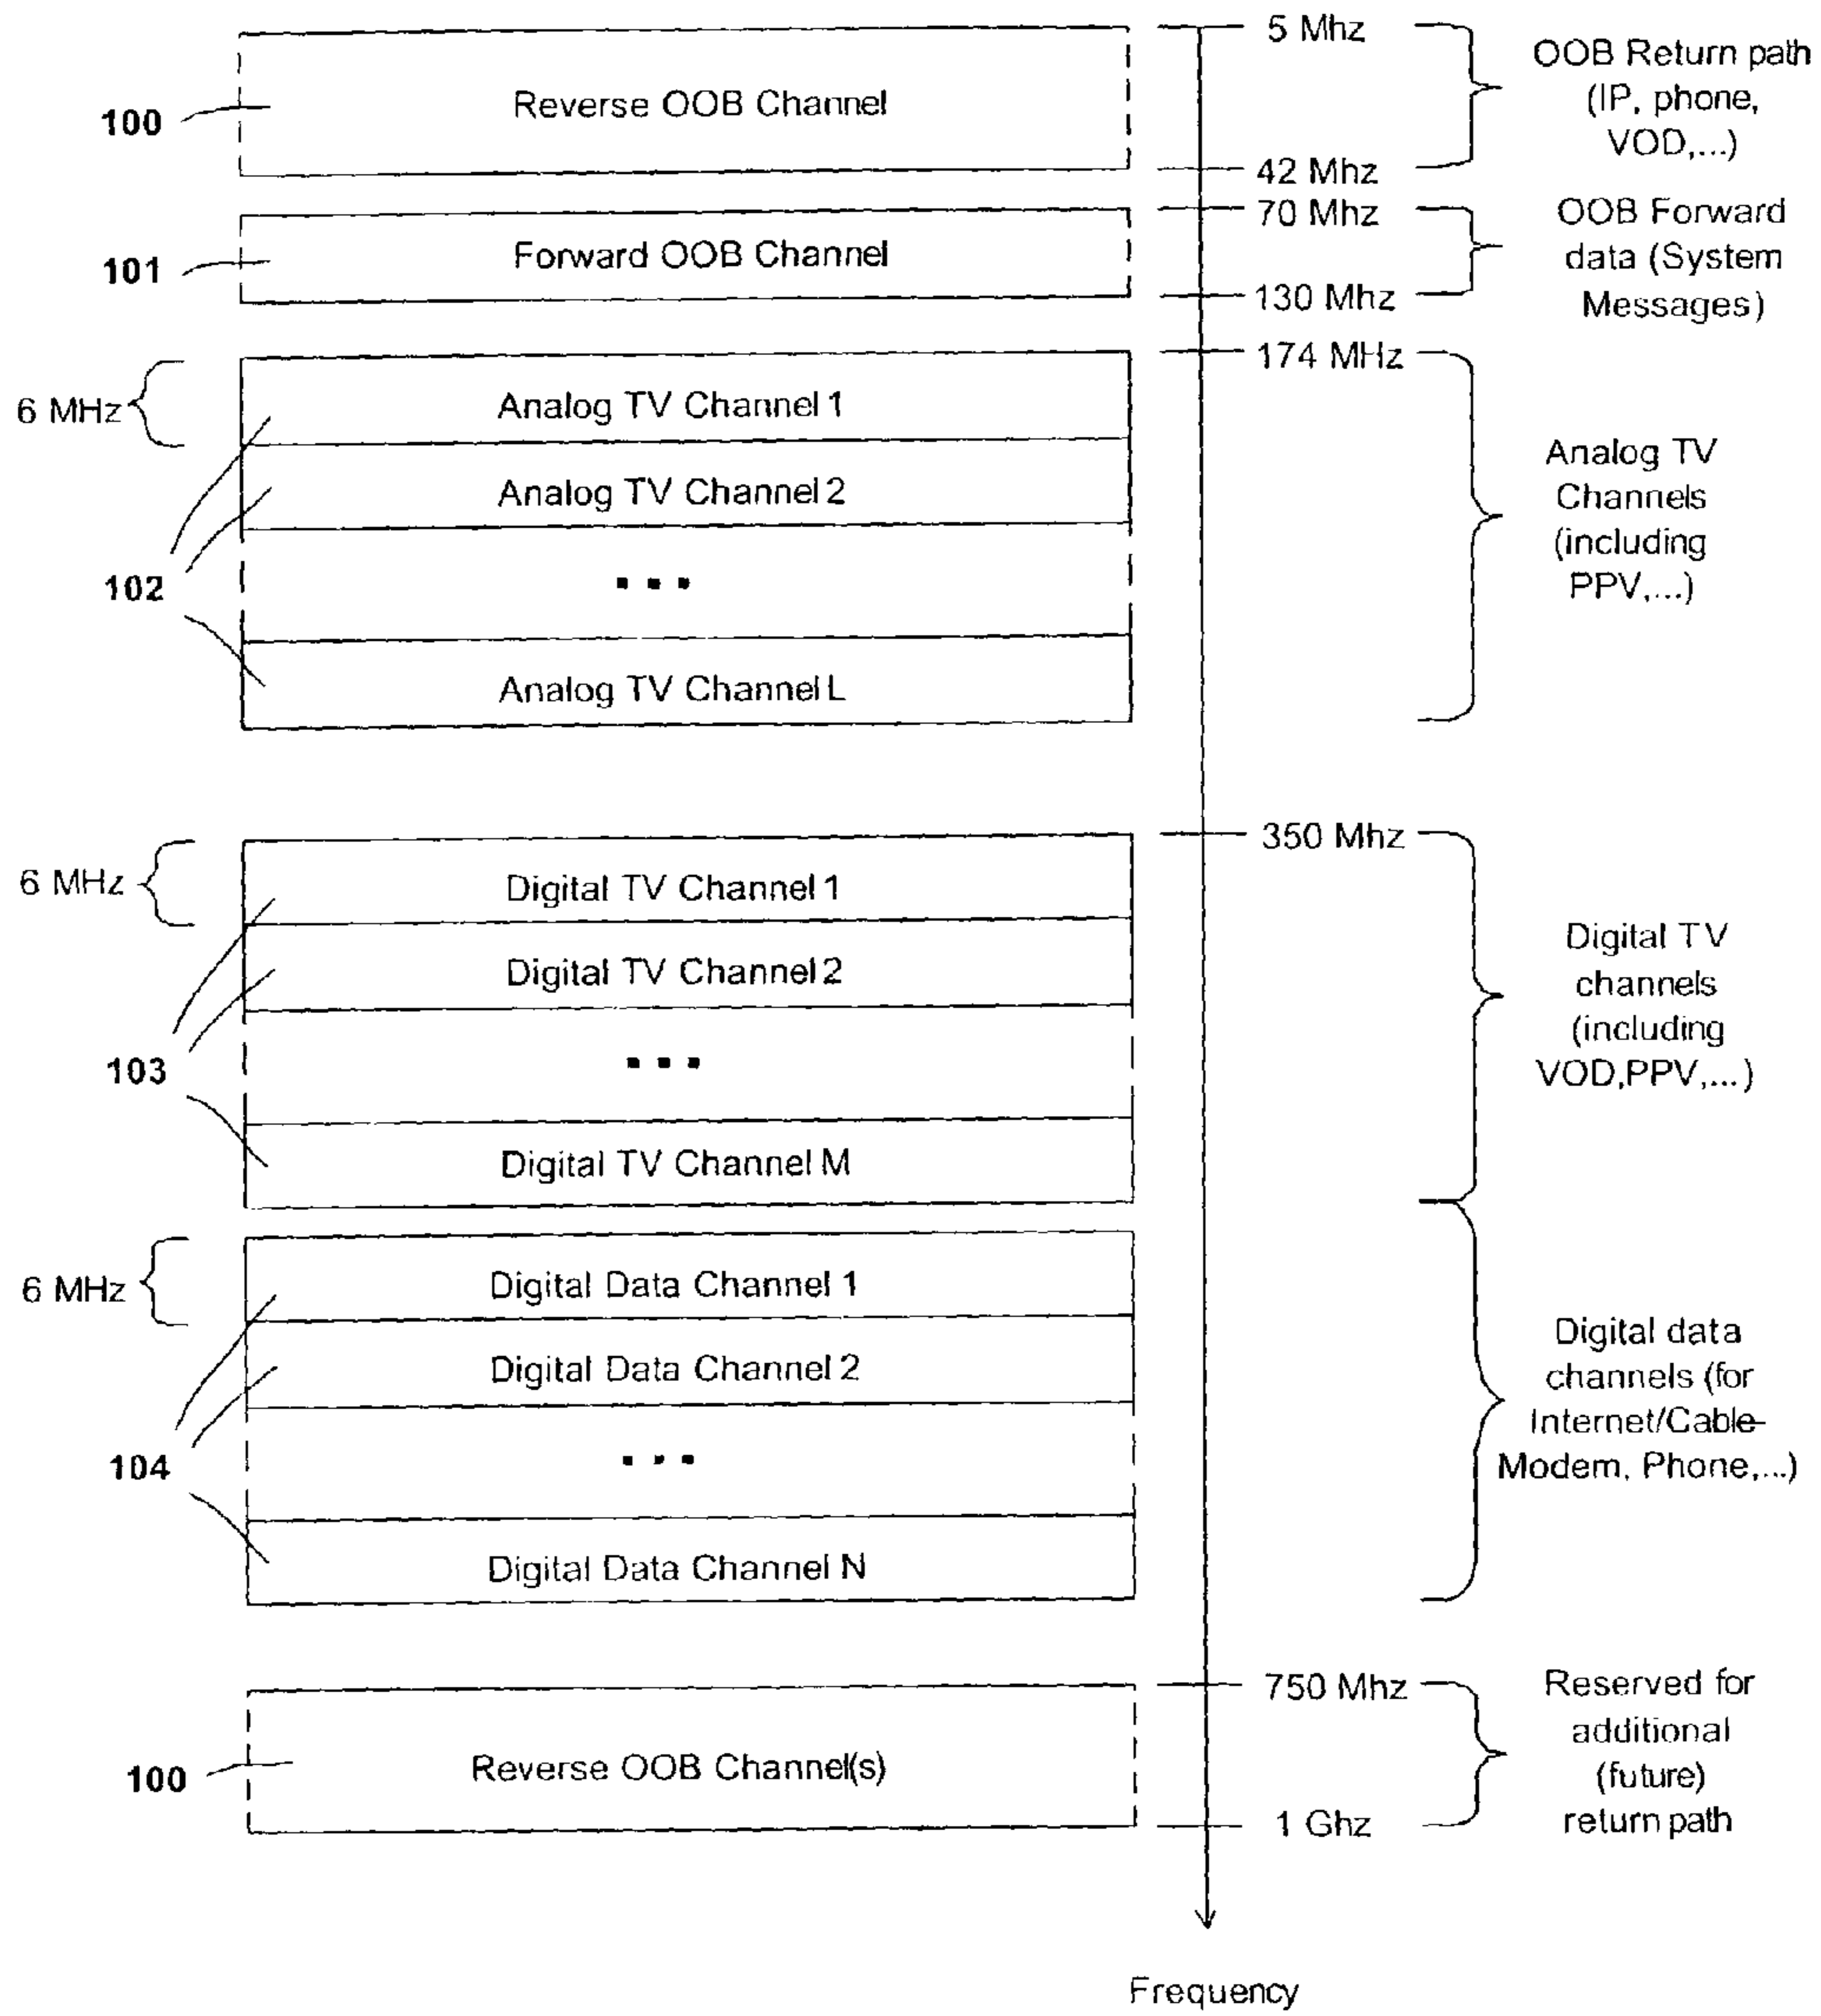 5 Mhz
OOB Return path
(IP, phone,
VOD,...)
Reverse OOB Channel
100
42 Mhz
70 Mhz
OOB Forward
data (System
Messages)
Forward OOB Channel
101
130 Mhz
174 MHz
6 MHz
Analog TV Channel 1
Analog TV
Channels
(including
PPV,...)
Analog TV Channel 2
102
...
Analog TV Channel L
350 Mhz
6 MHz
Digital TV Channel 1
Digital TV
channels
(including
VOD,PPV,...)
Digital TV Channel 2
103
...
Digital TV Channel M
6 MHz
Digital Data Channel 1
Digital data
channels (for
Internet/Cable-
Modem, Phone,...)
Digital Data Channel 2
104
...
Digital Data Channel N
750 Mhz
Reserved for
additional
(future)
return path
Reverse OOB Channel(s)
100
1 Ghz
Frequency